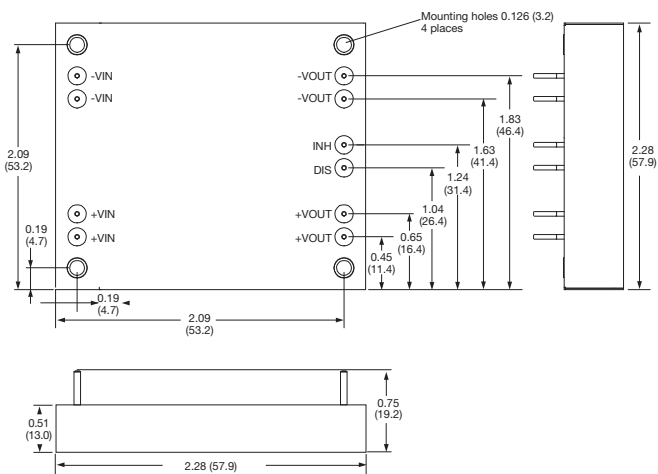 Mounting holes 0.126 (3.2)
4 places
-VIN
-VOUT
-VIN
-VOUT
1.83
(46.4)
INH
1.63
(41.4)
2.09
(53.2)
2.28
(57.9)
DIS
1.24
(31.4)
1.04
(26.4)
+VIN
+VOUT
0.19
(4.7)
+VIN
+VOUT
0.65
(16.4)
0.45
(11.4)
0.19
(4.7)
2.09
(53.2)
0.51
(13.0)
0.75
(19.2)
2.28 (57.9)